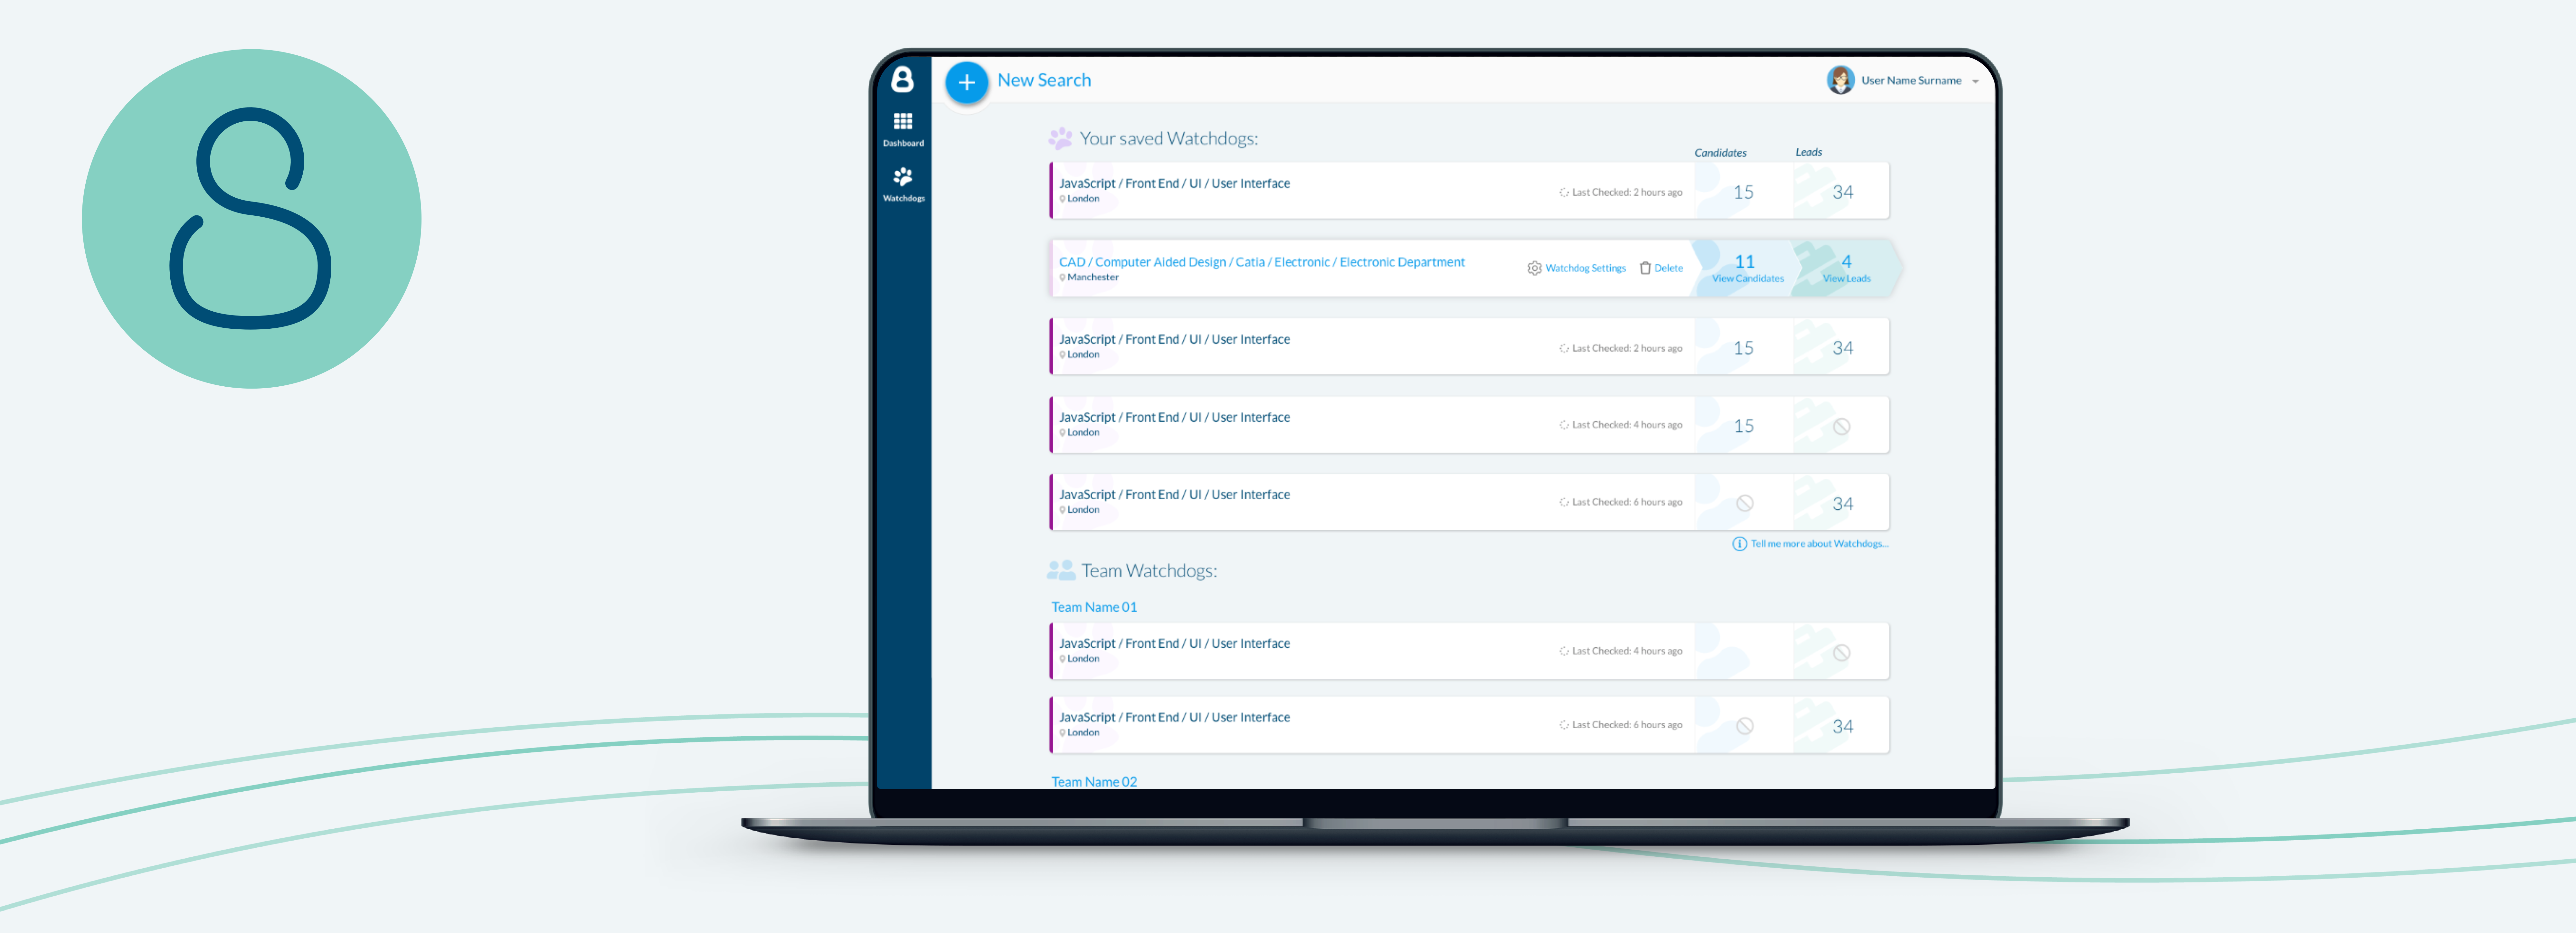 New Search
User Name Surname
Dashboard
Watchdogs
Your saved Watchdogs:
Candidates Leads
JavaScript / Front End / UI / User Interface
London
Last Checked: 2 hours ago
15 34
CAD / Computer Aided Design / Catia / Electronic / Electronic Department
Manchester
Watchdog Settings Delete
11 4
View Candidates View Leads
JavaScript / Front End / UI / User Interface
London
Last Checked: 2 hours ago
15 34
JavaScript / Front End / UI / User Interface
London
Last Checked: 4 hours ago
15
JavaScript / Front End / UI / User Interface
London
Last Checked: 6 hours ago
34
Tell me more about Watchdogs...
Team Watchdogs:
Team Name 01
JavaScript / Front End / UI / User Interface
London
Last Checked: 4 hours ago
JavaScript / Front End / UI / User Interface
London
Last Checked: 6 hours ago
34
Team Name 02